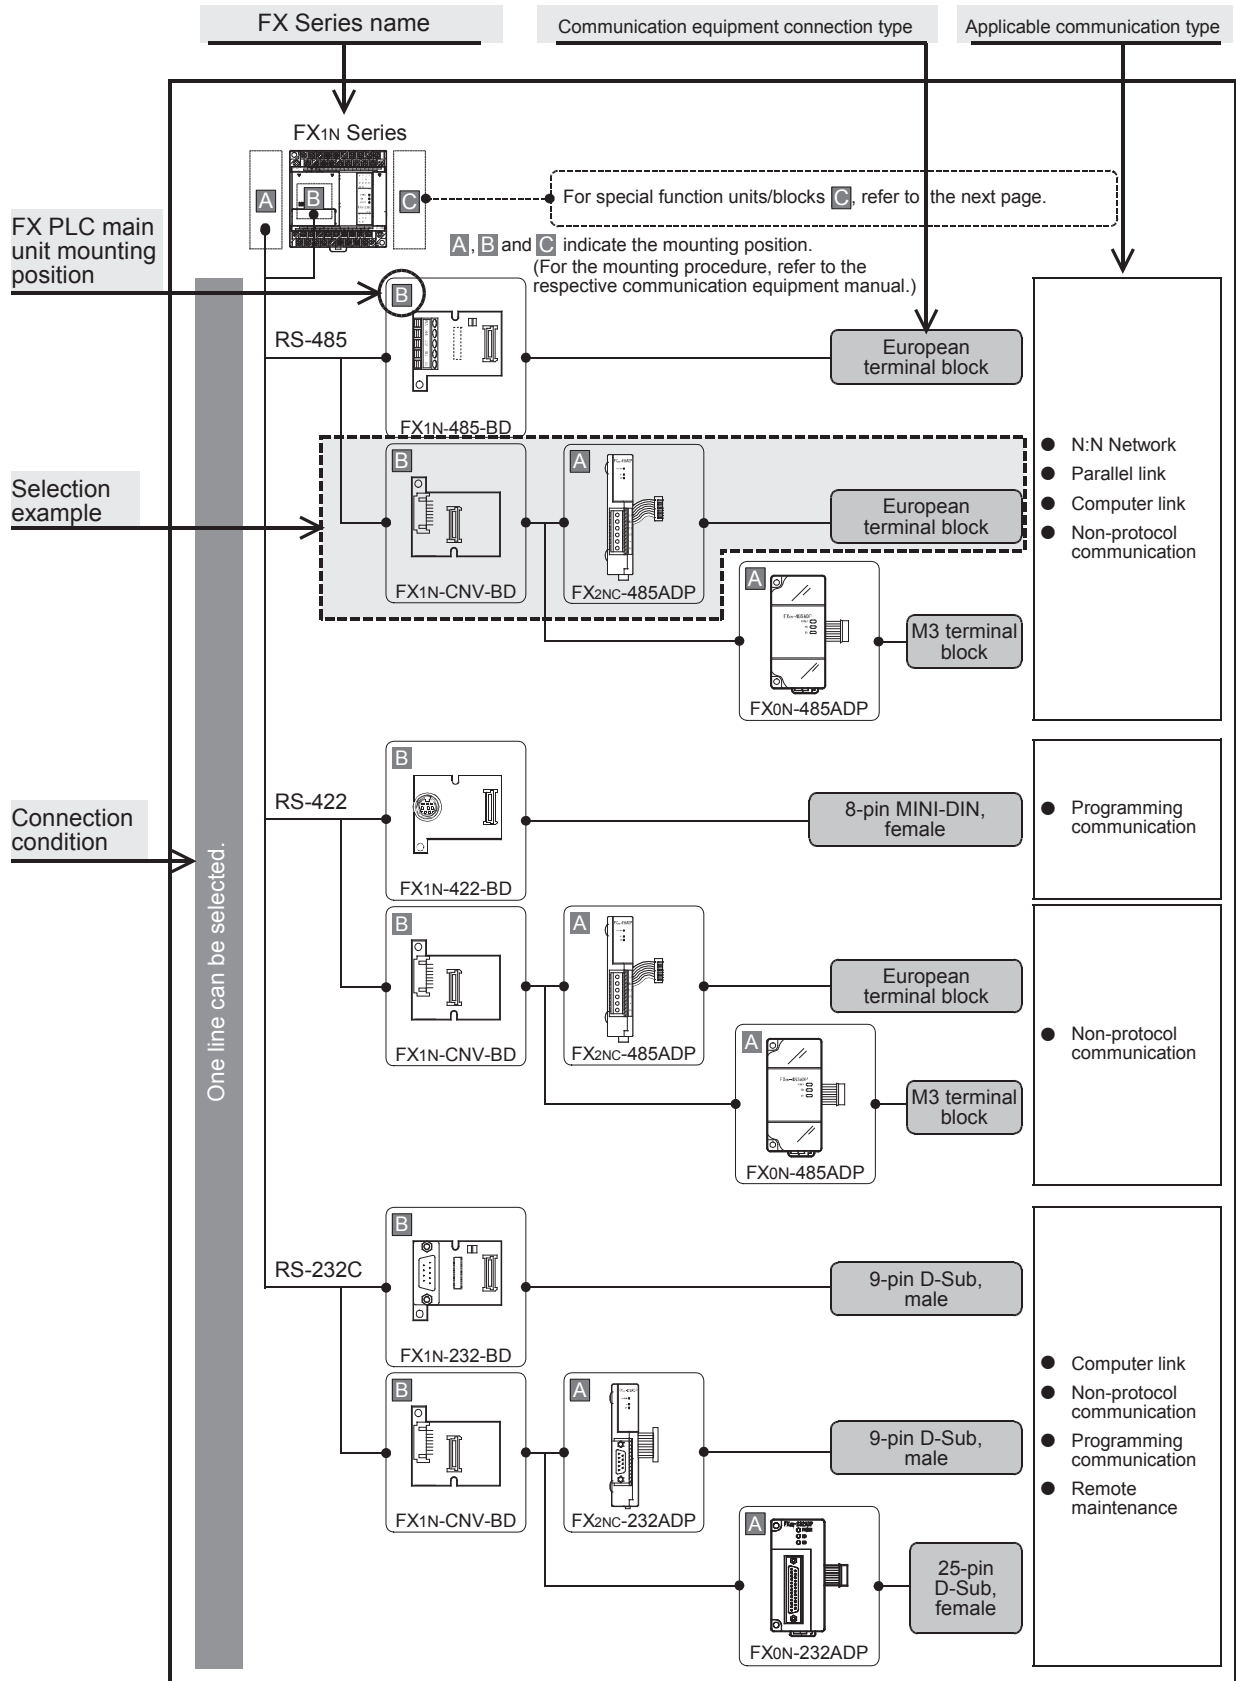 FX Series name
Communication equipment connection type
Applicable communication type
FX1N Series
A
B
C
For special function units/blocks C, refer to the next page.
FX PLC main
unit mounting
position
A, B and C indicate the mounting position.
(For the mounting procedure, refer to the
respective communication equipment manual.)
B
RS-485
European
terminal block
FX1N-485-BD
Selection
example
B
A
European
terminal block
FX1N-CNV-BD
FX2NC-485ADP
A
M3 terminal
block
FX0N-485ADP
● N:N Network
● Parallel link
● Computer link
● Non-protocol
communication
Connection
condition
One line can be selected.
B
RS-422
8-pin MINI-DIN,
female
FX1N-422-BD
● Programming
communication
B
A
European
terminal block
FX1N-CNV-BD
FX2NC-485ADP
A
M3 terminal
block
FX0N-485ADP
● Non-protocol
communication
B
RS-232C
9-pin D-Sub,
male
FX1N-232-BD
B
A
9-pin D-Sub,
male
FX1N-CNV-BD
FX2NC-232ADP
A
25-pin
D-Sub,
female
FX0N-232ADP
● Computer link
● Non-protocol
communication
● Programming
communication
● Remote
maintenance